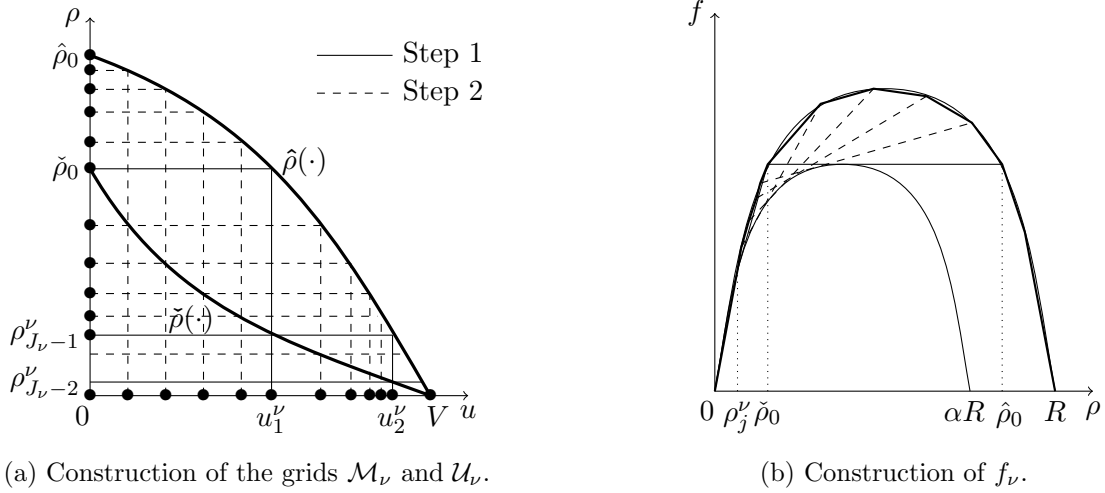 ρ
ρ̂₀
Step 1
Step 2
ρ̌₀
ρ̂(·)
ρ̌(·)
ρ^ν_{J_ν−1}
ρ^ν_{J_ν−2}
0
u^ν_1
u^ν_2
V
u
(a) Construction of the grids ℳ_ν and 𝒰_ν.
f
0
ρ^ν_j
ρ̌₀
αR
ρ̂₀
R
ρ
(b) Construction of f_ν.